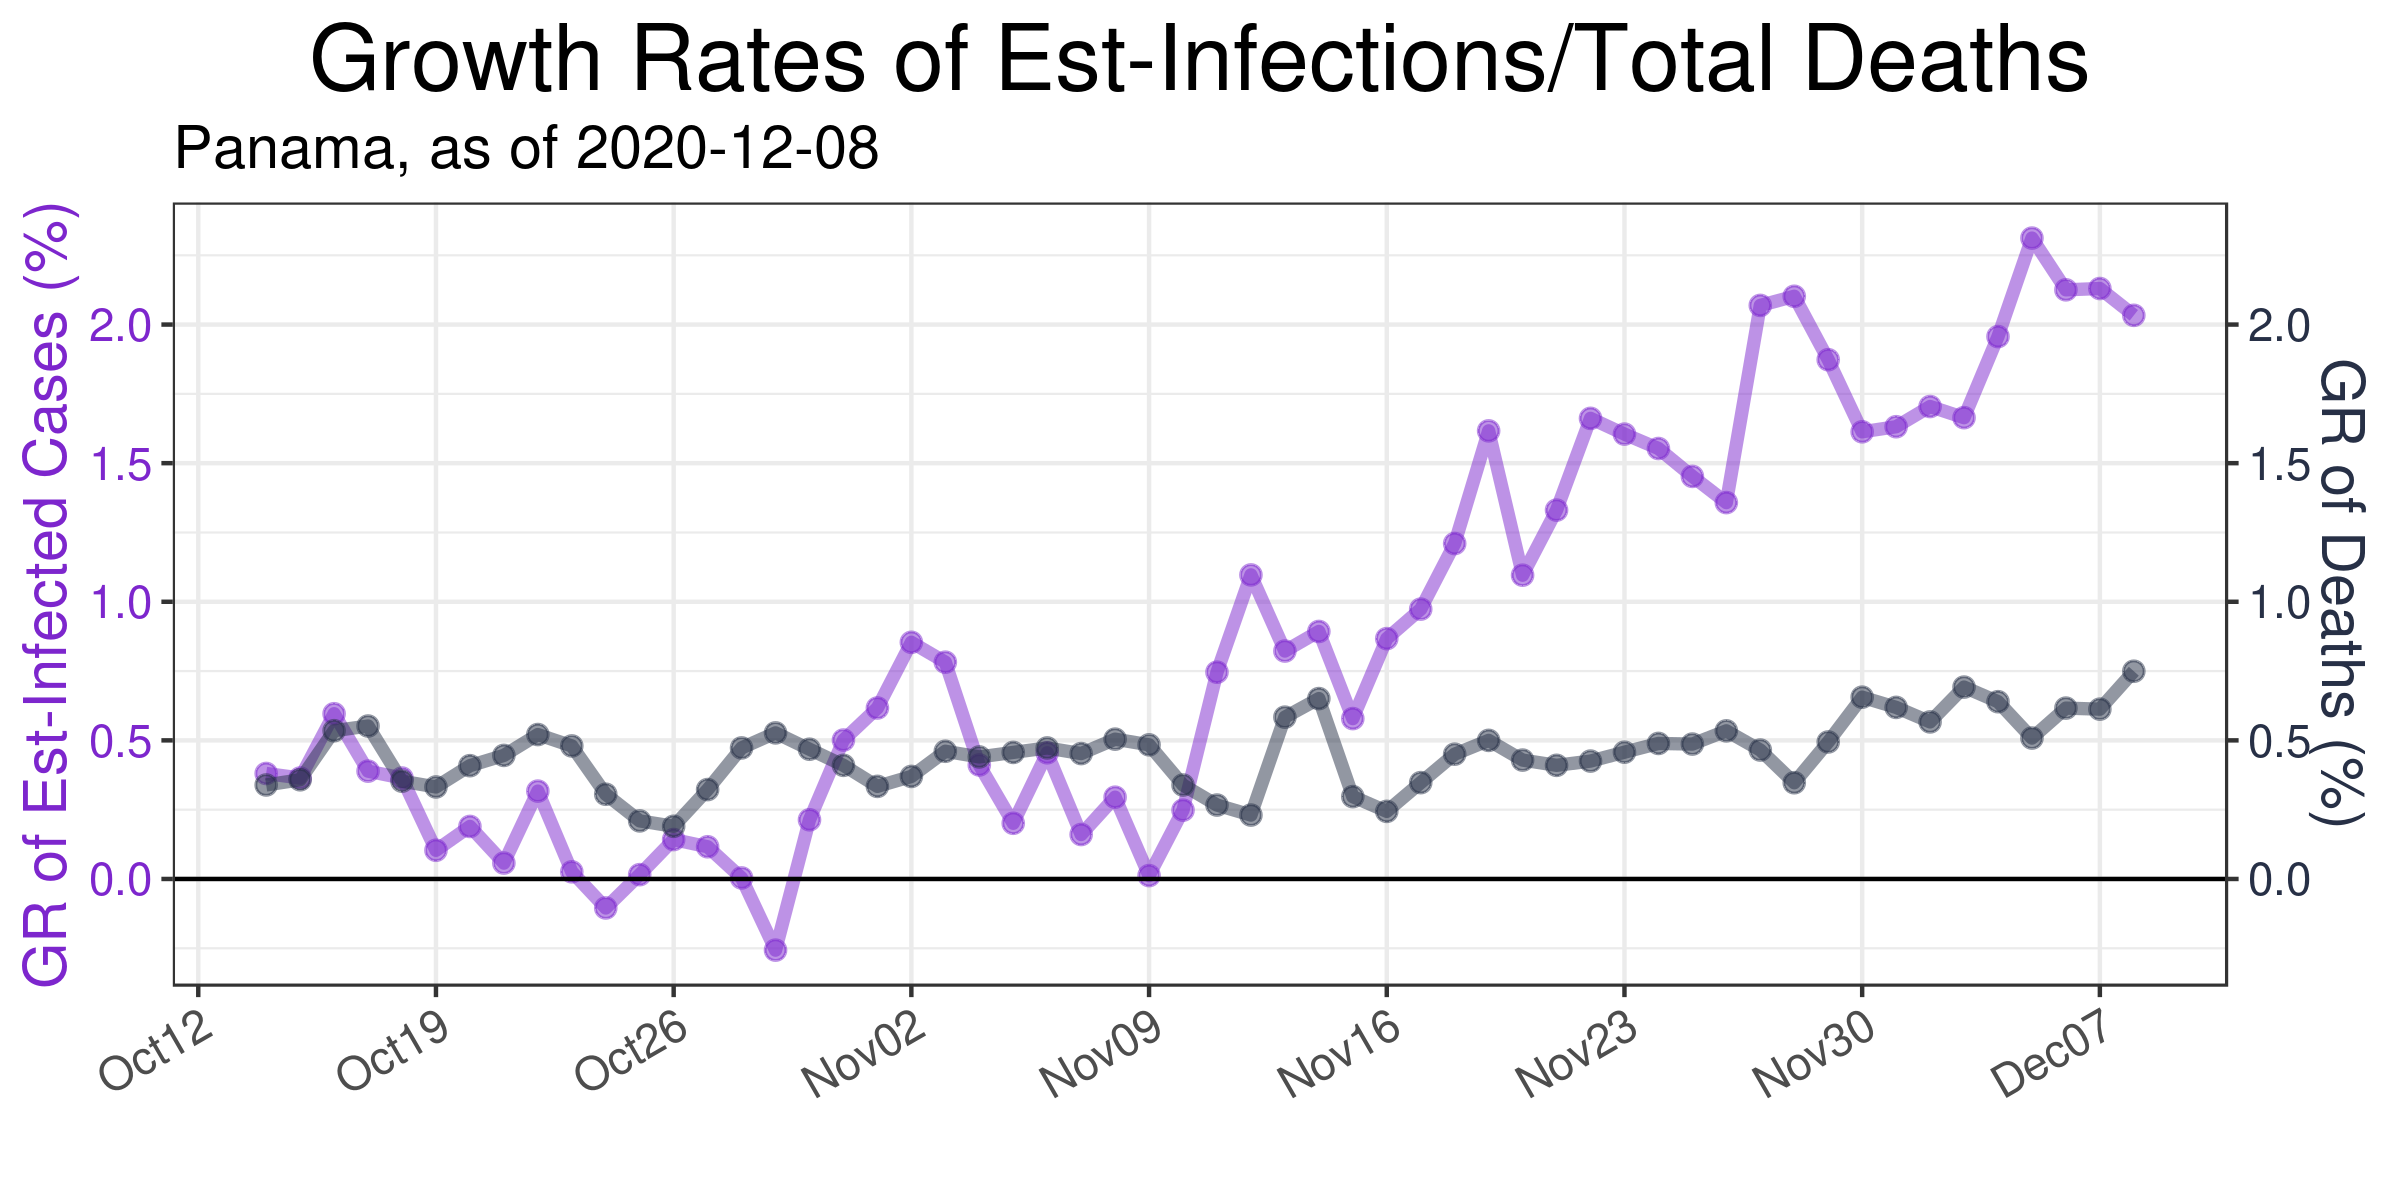 Growth Rates of Est-Infections/Total Deaths
Panama, as of 2020-12-08
GR of Est-Infected Cases (%)
2.0
1.5
1.0
0.5
0.0
2.0
1.5
1.0
0.5
0.0
GR of Deaths (%)
Oct12
Oct19
Oct26
Nov02
Nov09
Nov16
Nov23
Nov30
Dec07